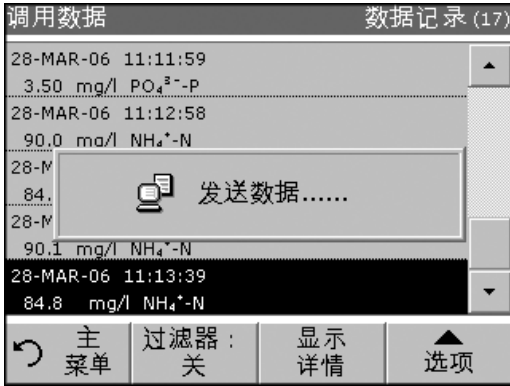 调用数据 数据记录 (17)
28-MAR-06 11:11:59
3.50 mg/l PO₄³⁻-P
28-MAR-06 11:12:58
90.0 mg/l NH₄⁺-N
28-M
84.
发送数据......
28-M
90.1 mg/l NH₄⁺-N
28-MAR-06 11:13:39
84.8 mg/l NH₄⁺-N
主菜单
过滤器：关
显示详情
选项